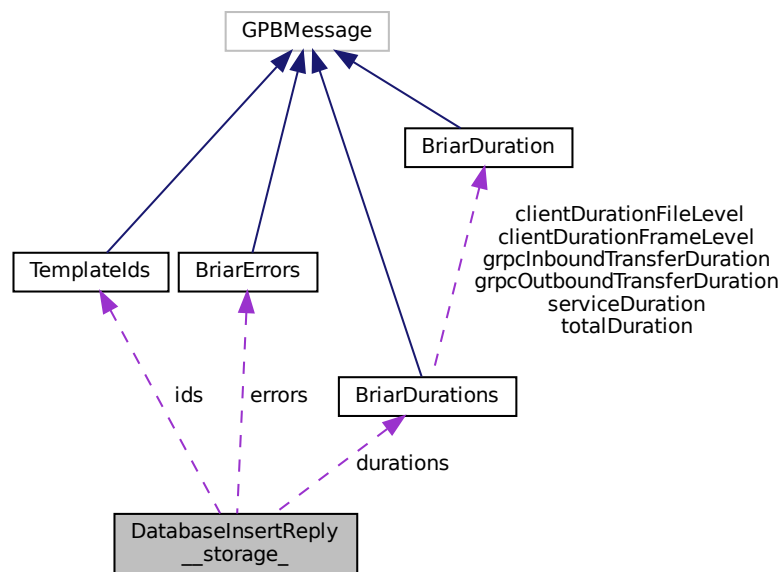 GPBMessage
BriarDuration
clientDurationFileLevel
clientDurationFrameLevel
grpcInboundTransferDuration
grpcOutboundTransferDuration
serviceDuration
totalDuration
TemplateIds
BriarErrors
BriarDurations
ids
errors
durations
DatabaseInsertReply
__storage_